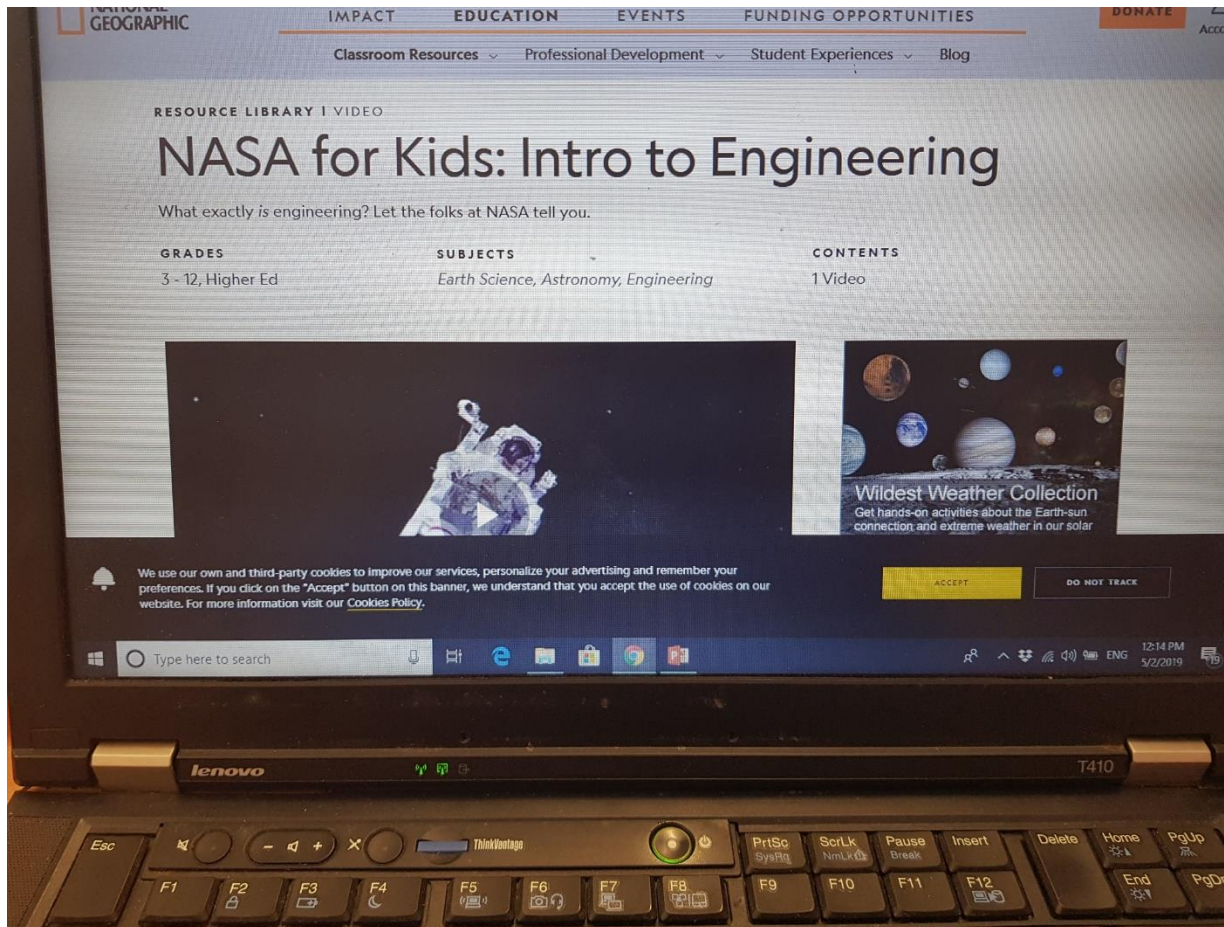 GEOGRAPHIC
IMPACT EDUCATION EVENTS FUNDING OPPORTUNITIES
DONATE
Classroom Resources Professional Development Student Experiences Blog
RESOURCE LIBRARY | VIDEO
NASA for Kids: Intro to Engineering
What exactly is engineering? Let the folks at NASA tell you.
GRADES SUBJECTS CONTENTS
3 - 12, Higher Ed Earth Science, Astronomy, Engineering 1 Video
Wildest Weather Collection
Get hands-on activities about the Earth-sun
connection and extreme weather in our solar
We use our own and third-party cookies to improve our services, personalize your advertising and remember your
preferences. If you click on the "Accept" button on this banner, we understand that you accept the use of cookies on our
website. For more information visit our Cookies Policy.
ACCEPT DO NOT TRACK
Type here to search
ENG 12:14 PM
5/2/2019
19
lenovo T410
Esc ThinkVantage PrtSc ScrLk Pause Insert Delete Home PgUp
SysRq NmLk Break
F1 F2 F3 F4 F5 F6 F7 F8 F9 F10 F11 F12 End PgDn